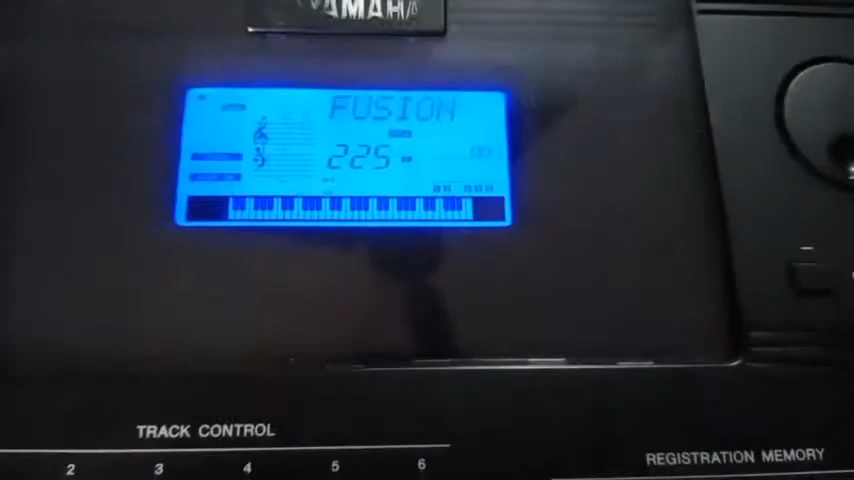 YAMAHA
FUSION
225
TRACK CONTROL
2 3 4 5 6
REGISTRATION MEMORY